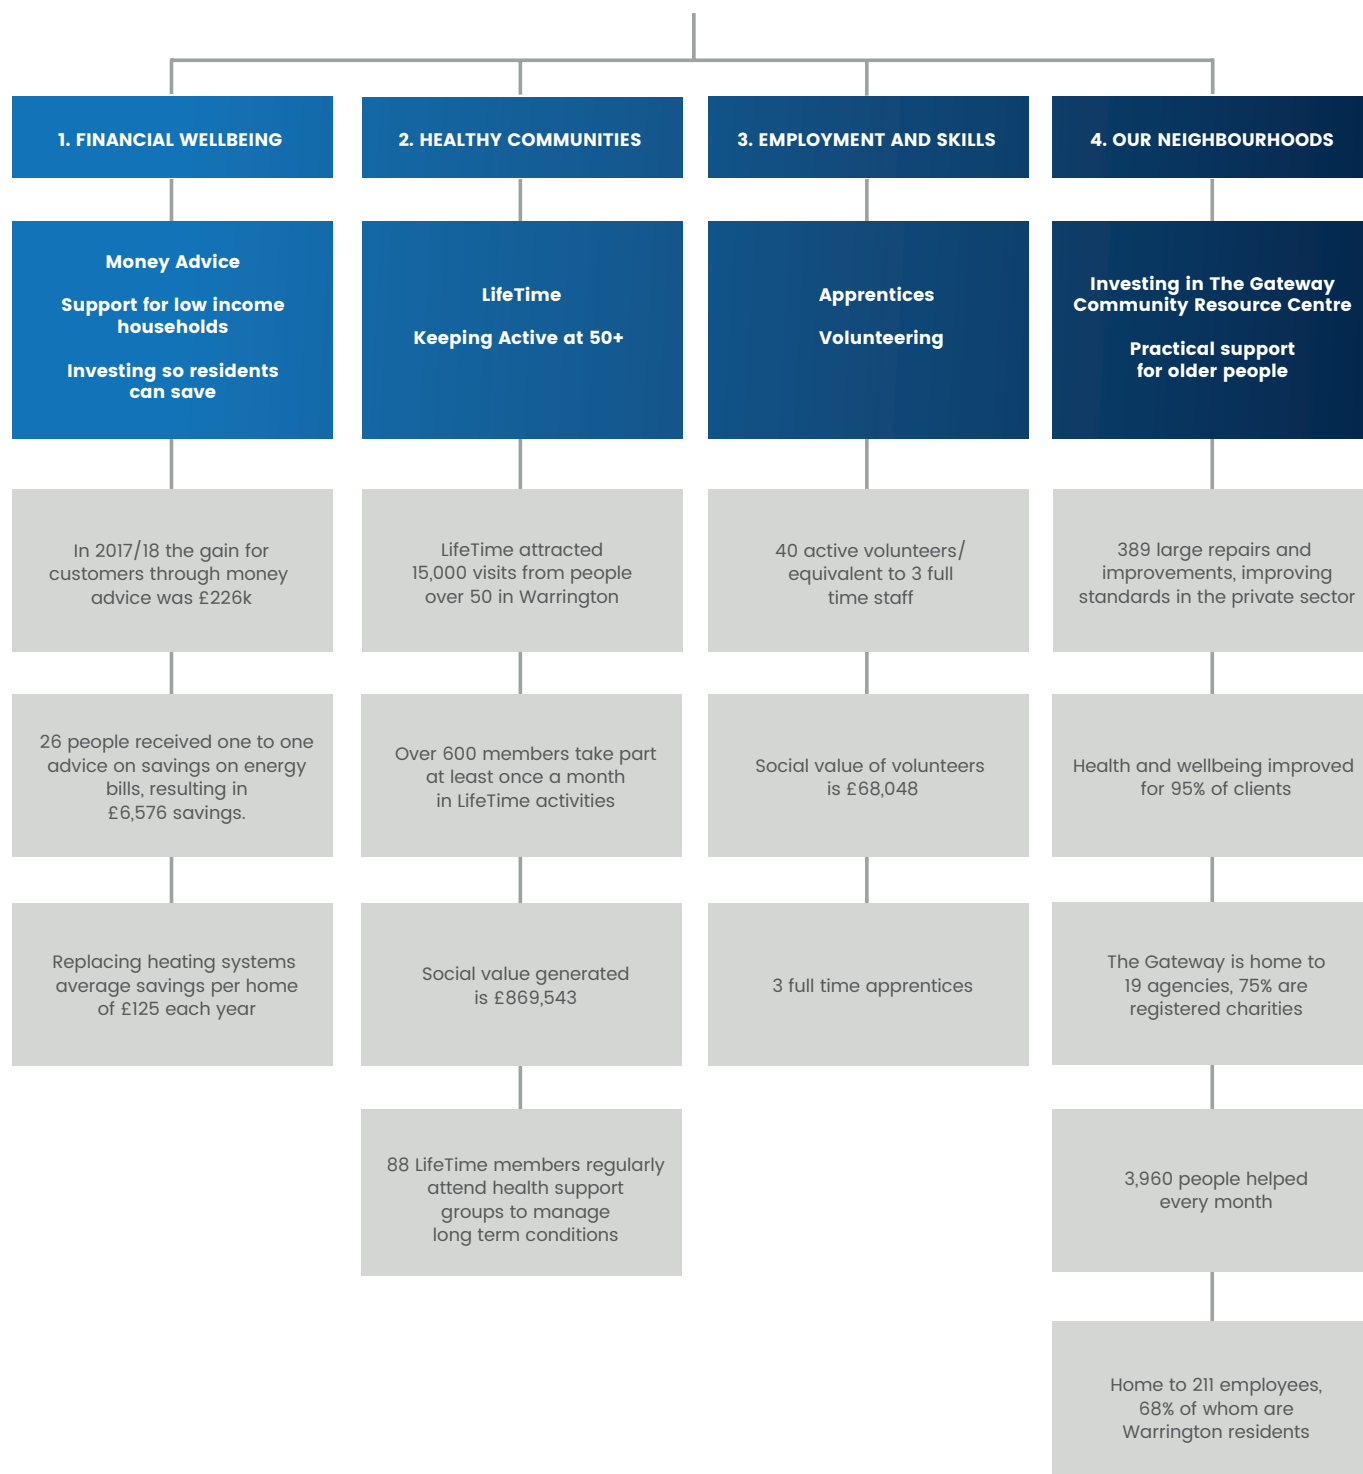 1. FINANCIAL WELLBEING
Money Advice
Support for low income
households
Investing so residents
can save
In 2017/18 the gain for
customers through money
advice was £226k
26 people received one to one
advice on savings on energy
bills, resulting in
£6,576 savings.
Replacing heating systems
average savings per home
of £125 each year
2. HEALTHY COMMUNITIES
LifeTime
Keeping Active at 50+
LifeTime attracted
15,000 visits from people
over 50 in Warrington
Over 600 members take part
at least once a month
in LifeTime activities
Social value generated
is £869,543
88 LifeTime members regularly
attend health support
groups to manage
long term conditions
3. EMPLOYMENT AND SKILLS
Apprentices
Volunteering
40 active volunteers/
equivalent to 3 full
time staff
Social value of volunteers
is £68,048
3 full time apprentices
4. OUR NEIGHBOURHOODS
Investing in The Gateway
Community Resource Centre
Practical support
for older people
389 large repairs and
improvements, improving
standards in the private sector
Health and wellbeing improved
for 95% of clients
The Gateway is home to
19 agencies, 75% are
registered charities
3,960 people helped
every month
Home to 211 employees,
68% of whom are
Warrington residents